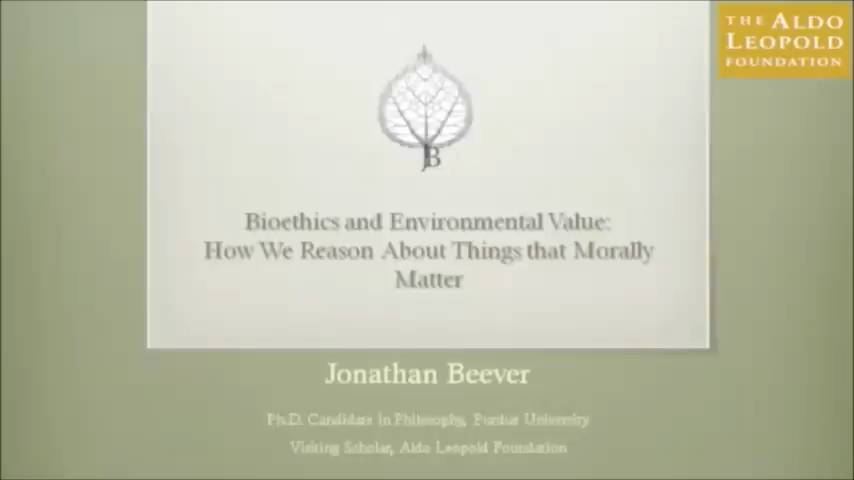 THE ALDO
LEOPOLD
FOUNDATION
JB
Bioethics and Environmental Value:
How We Reason About Things that Morally
Matter
Jonathan Beever
Ph.D. Candidate in Philosophy, Purdue University
Visiting Scholar, Aldo Leopold Foundation